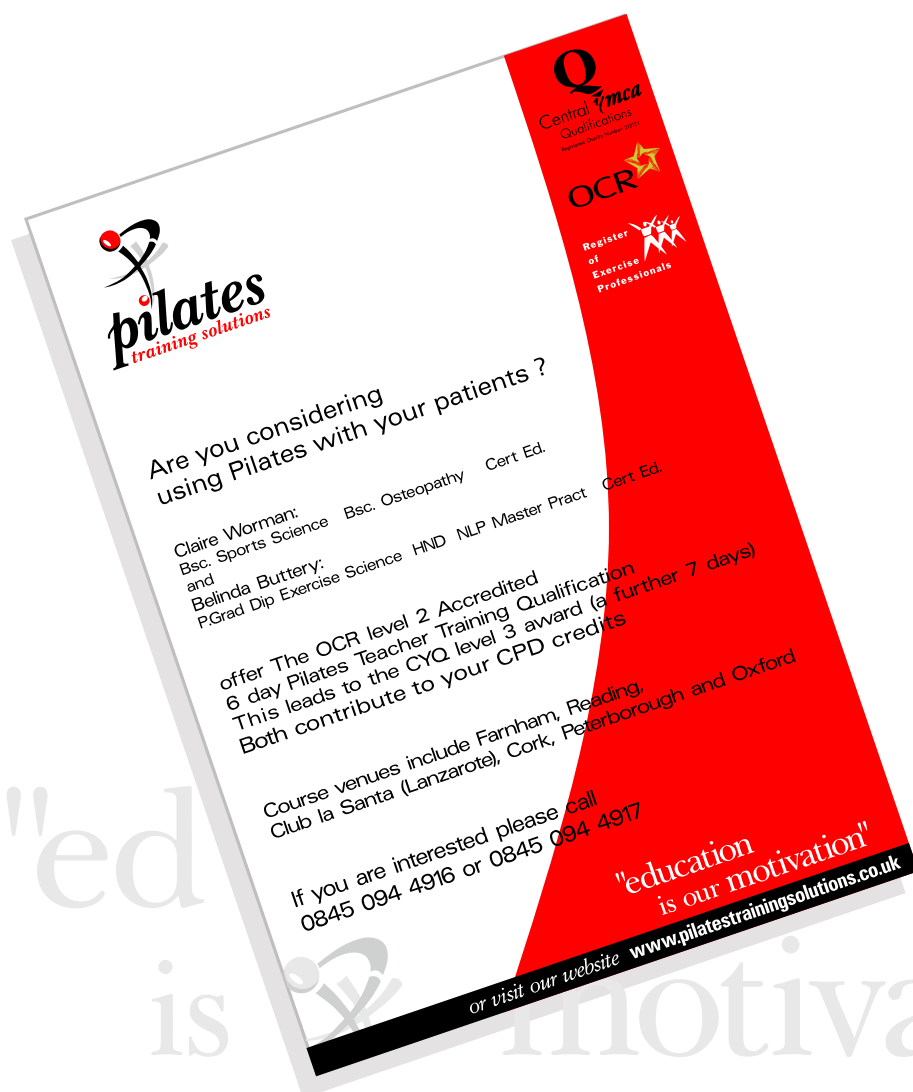 Q
Central Ymca
Qualifications
OCR
Register
of
Exercise
Professionals
pilates
training solutions
Are you considering
using Pilates with your patients ?
Claire Worman:
Bsc. Sports Science Bsc. Osteopathy Cert Ed.
and
Belinda Buttery:
P.Grad Dip Exercise Science HND NLP Master Pract Cert Ed.
offer The OCR level 2 Accredited
6 day Pilates Teacher Training Qualification
This leads to the CYQ level 3 award (a further 7 days)
Both contribute to your CPD credits
Course venues include Farnham, Reading,
Club la Santa (Lanzarote), Cork, Peterborough and Oxford
If you are interested please call
0845 094 4916 or 0845 094 4917
"education
is our motivation"
or visit our website www.pilatestrainingsolutions.co.uk
"ed
is motiva